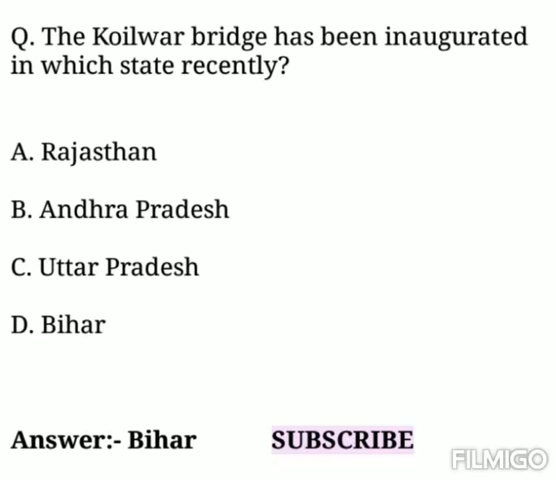 Q. The Koilwar bridge has been inaugurated
in which state recently?
A. Rajasthan
B. Andhra Pradesh
C. Uttar Pradesh
D. Bihar
Answer:- Bihar SUBSCRIBE
FILMIGO